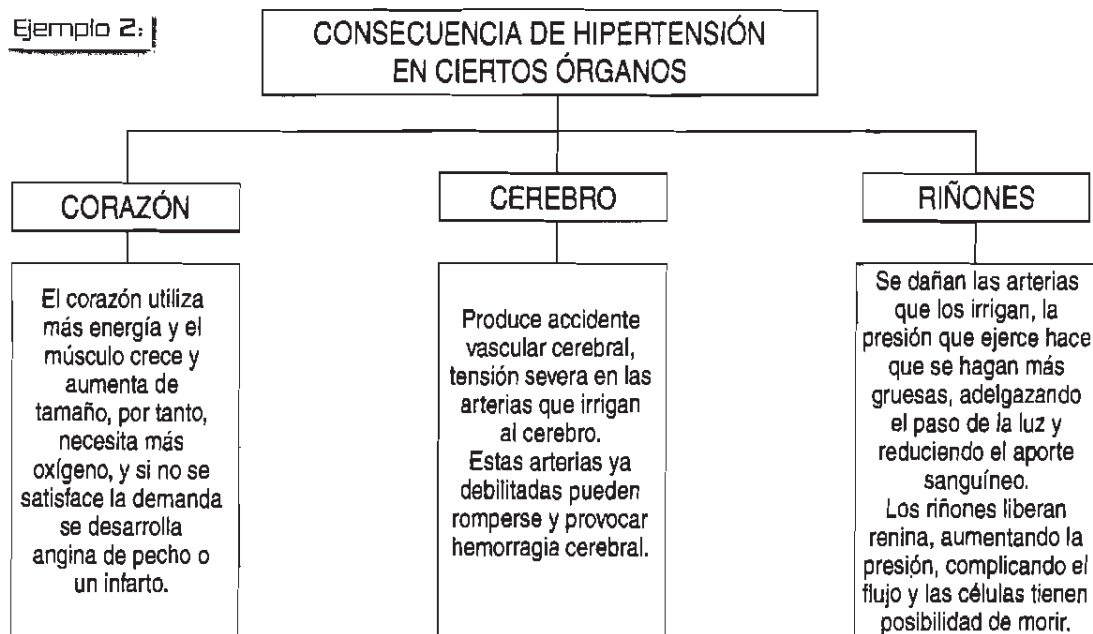 Ejemplo 2:
CONSECUENCIA DE HIPERTENSIÓN
EN CIERTOS ÓRGANOS
CORAZÓN
El corazón utiliza
más energía y el
músculo crece y
aumenta de
tamaño, por tanto,
necesita más
oxígeno, y si no se
satisface la demanda
se desarrolla
angina de pecho o
un infarto.
CEREBRO
Produce accidente
vascular cerebral,
tensión severa en las
arterias que irrigan
al cerebro.
Estas arterias ya
debilitadas pueden
romperse y provocar
hemorragia cerebral.
RIÑONES
Se dañan las arterias
que los irrigan, la
presión que ejerce hace
que se hagan más
gruesas, adelgazando
el paso de la luz y
reduciendo el aporte
sanguíneo.
Los riñones liberan
renina, aumentando la
presión, complicando el
flujo y las células tienen
posibilidad de morir.